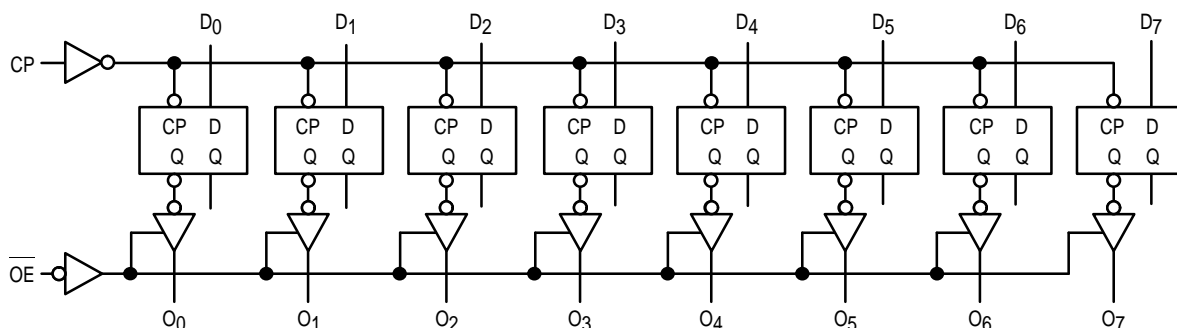 D0 D1 D2 D3 D4 D5 D6 D7
CP
CP D CP D CP D CP D CP D CP D CP D CP D
Q Q Q Q Q Q Q Q Q Q Q Q Q Q Q Q
OE
O0 O1 O2 O3 O4 O5 O6 O7